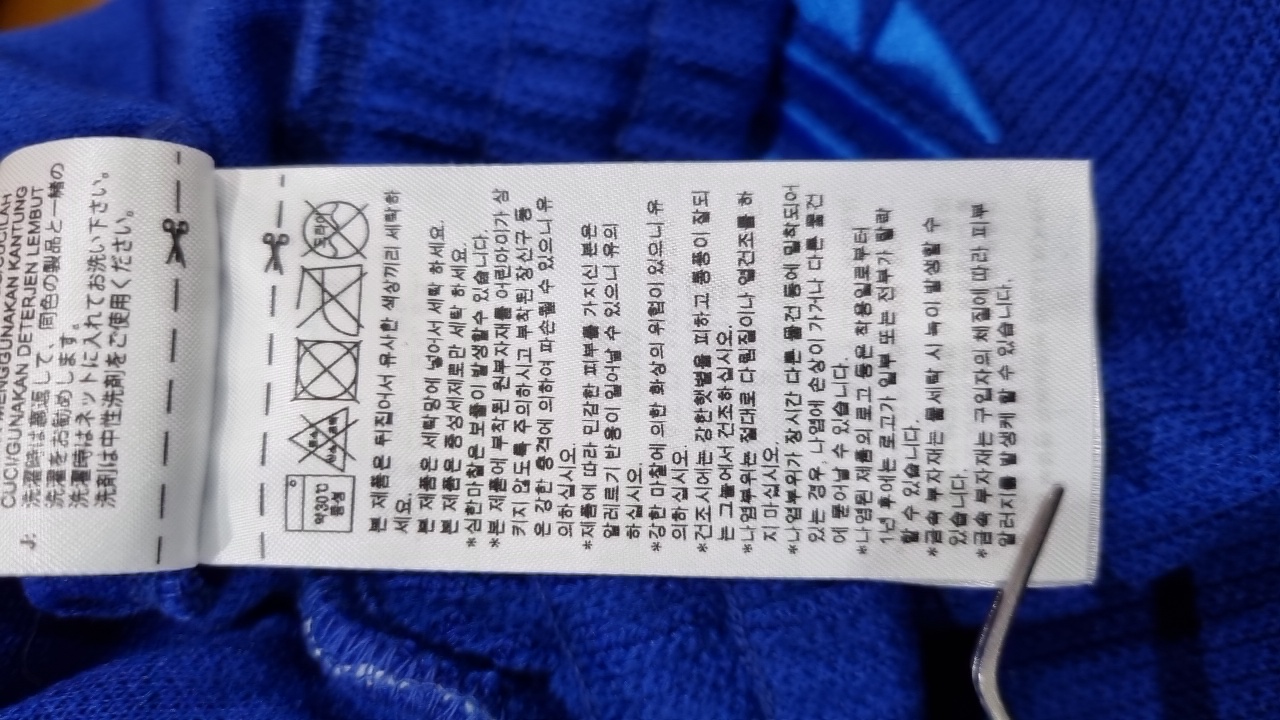 CUCI/GUNAKAN DETERJEN LEMBUT
J:
洗濯時は裏返して、同色の製品と一緒の
洗濯をお勧めします。
洗濯時はネットに入れてお洗い下さい。
洗剤は中性洗剤をご使用ください。
약30℃
중성
드라이
본 제품은 뒤집어서 유사한 색상끼리 세탁하
세요.
본 제품은 세탁망에 넣어서 세탁 하세요.
본 제품은 중성세제로만 세탁 하세요.
*심한마찰은 보풀이 발생할수 있습니다.
*본 제품에 부착된 원부자재를 어린아이가 삼
키지 않도록 주의하시고 부착된 장신구 등
은 강한 충격에 의하여 파손될 수 있으니 유
의하십시오.
*제품에 따라 민감한 피부를 가지신 분은
알레르기 반응이 일어날 수 있으니 유의
하십시오.
*강한 마찰에 의한 화상의 위험이 있으니 유
의하십시오.
*건조시에는 강한햇볕을 피하고 통풍이 잘되
는 그늘에서 건조하십시오.
*나염부위는 절대로 다림질이나 열건조를 하
지 마십시오.
*나염부위가 장시간 다른 물건 등에 밀착되어
있는 경우, 나염에 손상이 가거나 다른 물건
에 묻어날 수 있습니다.
*나염된 제품의 로고 등은 착용일로부터
1년 후에는 로고가 일부 또는 전부가 탈락
할 수 있습니다.
*금속 부자재는 물세탁 시 녹이 발생할 수
있습니다.
*금속 부자재는 구입자의 체질에 따라 피부
알러지를 발생케 할 수 있습니다.